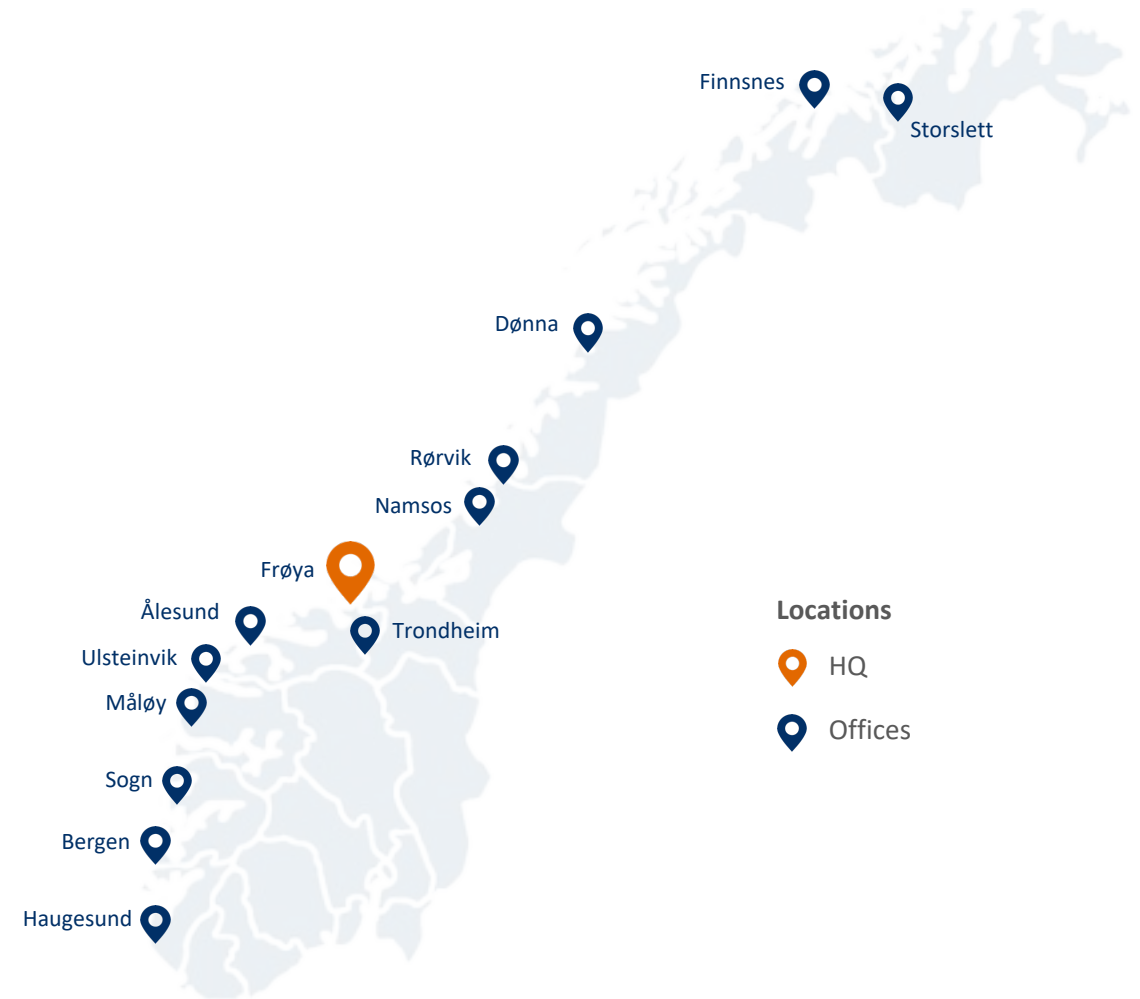 Finnsnes
Storslett
Dønna
Rørvik
Namsos
Frøya
Ålesund
Trondheim
Ulsteinvik
Måløy
Sogn
Bergen
Haugesund
Locations
HQ
Offices